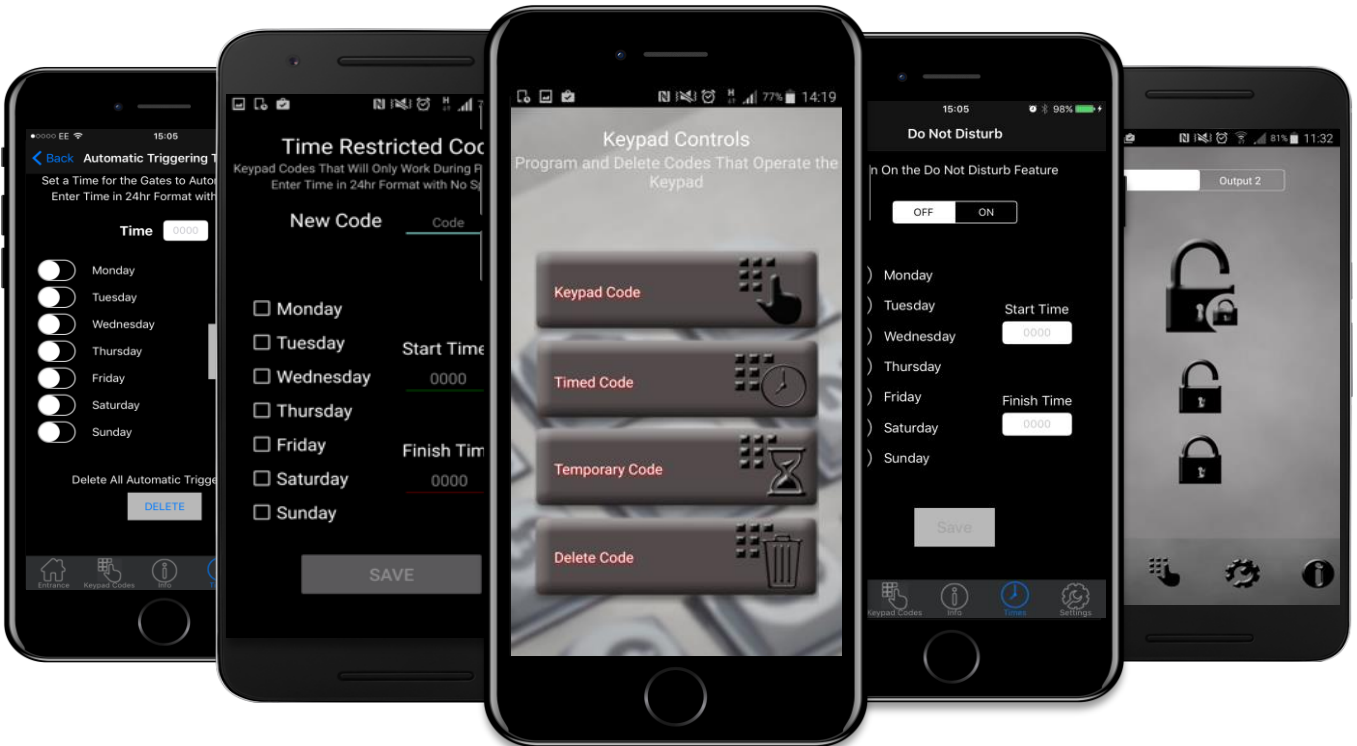 EE
15:05
Back Automatic Triggering
Set a Time for the Gates to
Enter Time in 24hr Format with
Time 0000
Monday
Tuesday
Wednesday
Thursday
Friday
Saturday
Sunday
Delete All Automatic
DELETE
Entrance Keypad Codes Info
Time Restricted
Keypad Codes That Will Only Work During
Enter Time in 24hr Format with No
New Code Code
Monday
Tuesday
Wednesday
Thursday
Friday
Saturday
Sunday
Start Time
0000
Finish
0000
SAVE
77% 14:19
Keypad Controls
Program and Delete Codes That Operate the
Keypad
Keypad Code
Timed Code
Temporary Code
Delete Code
15:05 98%
Do Not Disturb
On the Do Not Disturb Feature
OFF ON
Monday
Tuesday
Wednesday
Thursday
Friday
Saturday
Sunday
Start Time
0000
Finish Time
0000
Save
Keypad Codes Info Times Settings
81% 11:32
Output 2